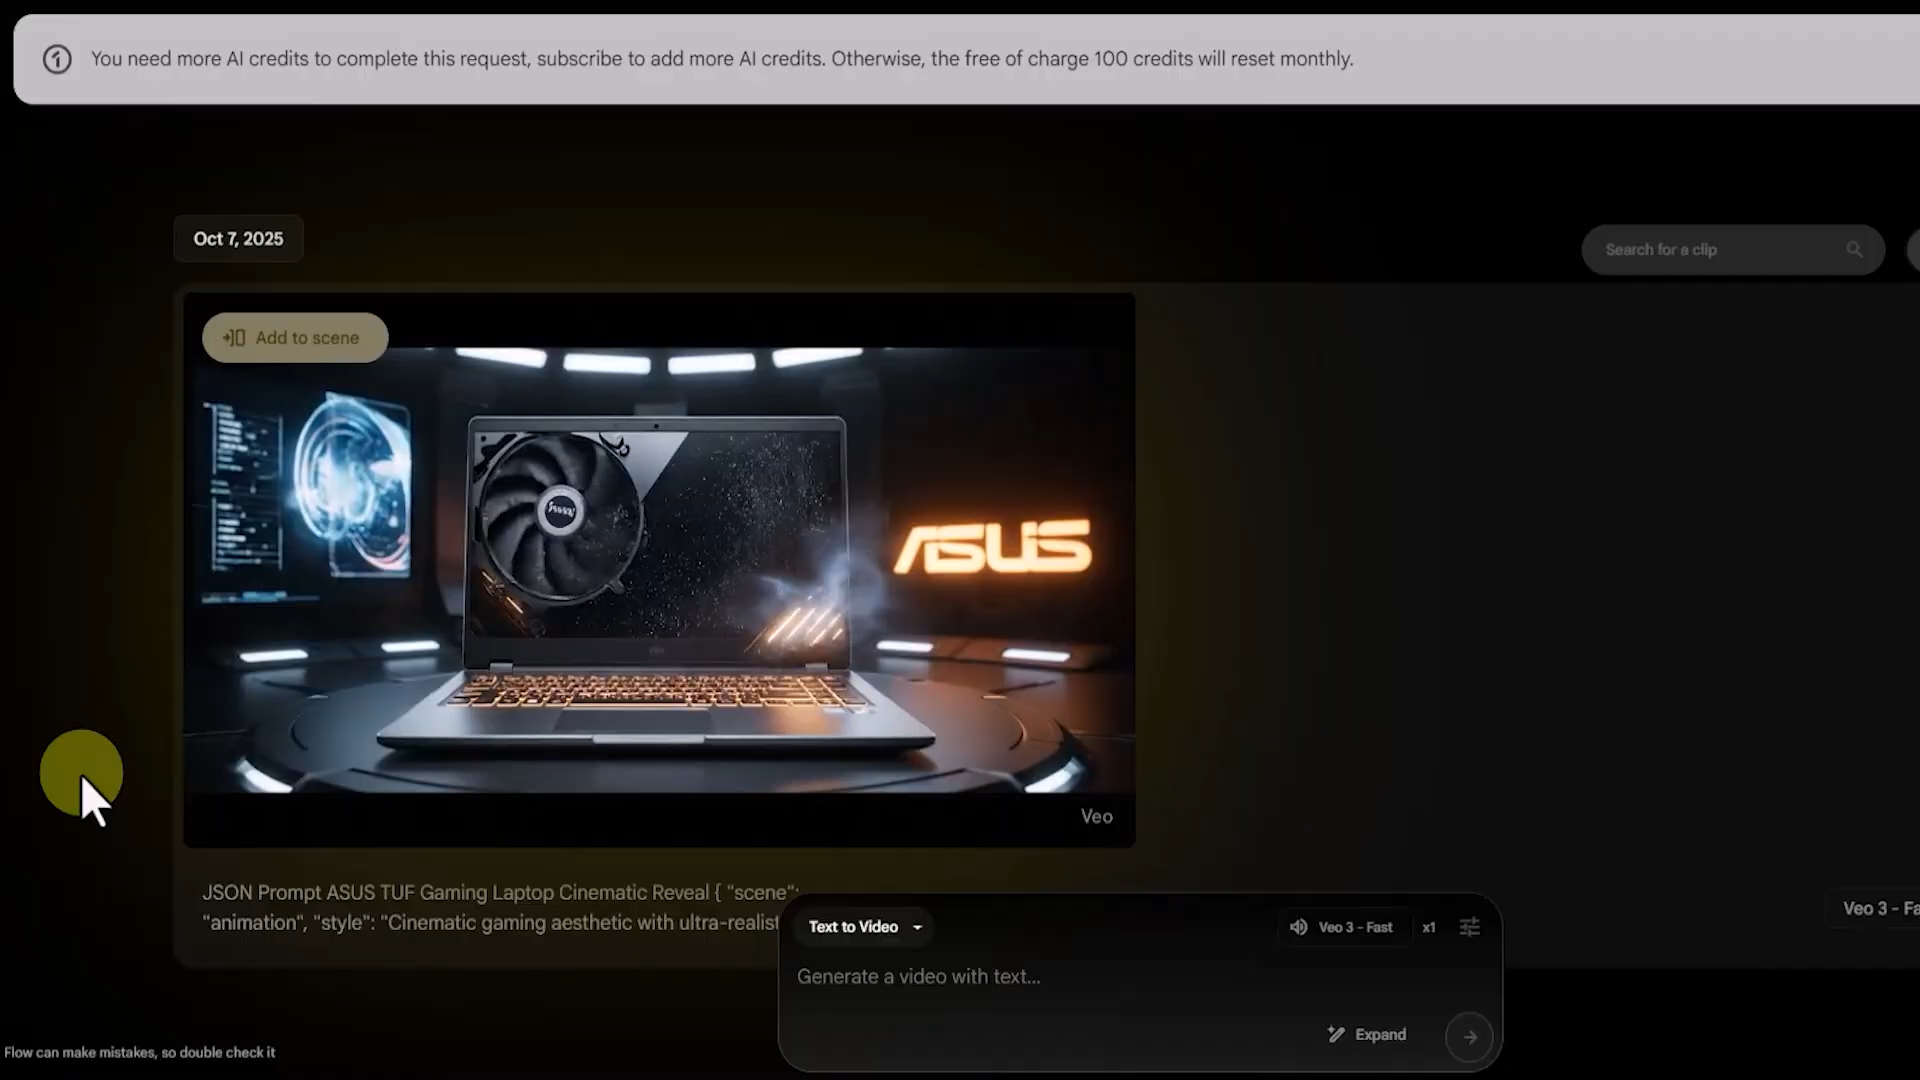 You need more AI credits to complete this request, subscribe to add more AI credits. Otherwise, the free of charge 100 credits will reset monthly.
Oct 7, 2025
Search for a clip
Add to scene
ASUS
Veo
JSON Prompt ASUS TUF Gaming Laptop Cinematic Reveal { "scene":
"animation", "style": "Cinematic gaming aesthetic with ultra-realist
Veo 3 - Fa
Text to Video
Veo 3 - Fast
x1
Generate a video with text...
Expand
Flow can make mistakes, so double check it